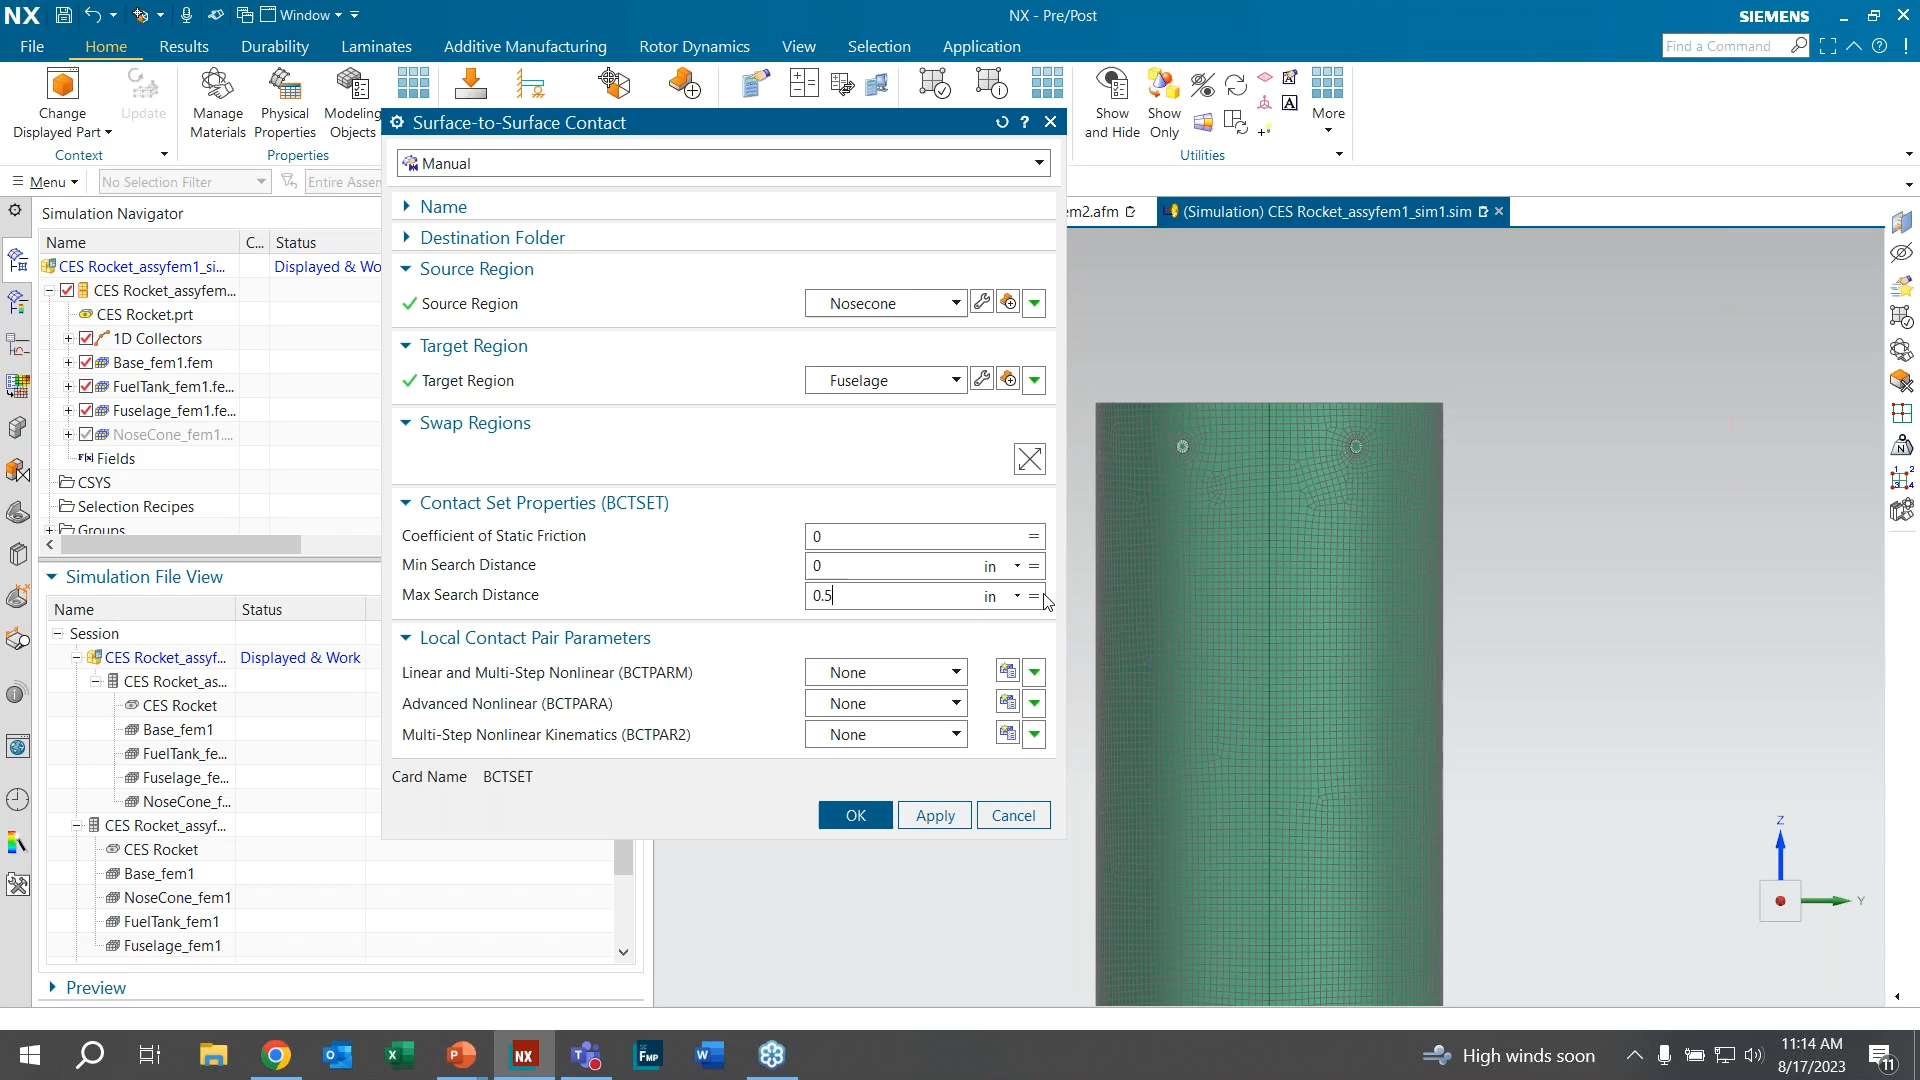 NX
Window
NX - Pre/Post
SIEMENS
File
Home
Results
Durability
Laminates
Additive Manufacturing
Rotor Dynamics
View
Selection
Application
Find a Command
Change
Displayed Part
Update
Manage
Materials
Physical
Properties
Modeling
Objects
Show
and Hide
Show
Only
More
Context
Properties
Utilities
Menu
No Selection Filter
Entire Assem
Surface-to-Surface Contact
Manual
Name
Destination Folder
Source Region
Source Region
Nosecone
Target Region
Target Region
Fuselage
Swap Regions
Contact Set Properties (BCTSET)
Coefficient of Static Friction
0
Min Search Distance
0
in
Max Search Distance
0.5
in
Local Contact Pair Parameters
Linear and Multi-Step Nonlinear (BCTPARM)
None
Advanced Nonlinear (BCTPARA)
None
Multi-Step Nonlinear Kinematics (BCTPAR2)
None
Card Name BCTSET
OK
Apply
Cancel
em2.afm
(Simulation) CES Rocket_assyfem1_sim1.sim
Simulation Navigator
Name
C...
Status
CES Rocket_assyfem1_si...
Displayed & Wo
CES Rocket_assyfem...
CES Rocket.prt
1D Collectors
Base_fem1.fem
FuelTank_fem1.fe...
Fuselage_fem1.fe...
NoseCone_fem1....
Fields
CSYS
Selection Recipes
Groups
Simulation File View
Name
Status
Session
CES Rocket_assyf...
Displayed & Work
CES Rocket_as...
CES Rocket
Base_fem1
FuelTank_fe...
Fuselage_fe...
NoseCone_f...
CES Rocket_assyf...
CES Rocket
Base_fem1
NoseCone_fem1
FuelTank_fem1
Fuselage_fem1
Preview
Z
Y
High winds soon
11:14 AM
8/17/2023
11